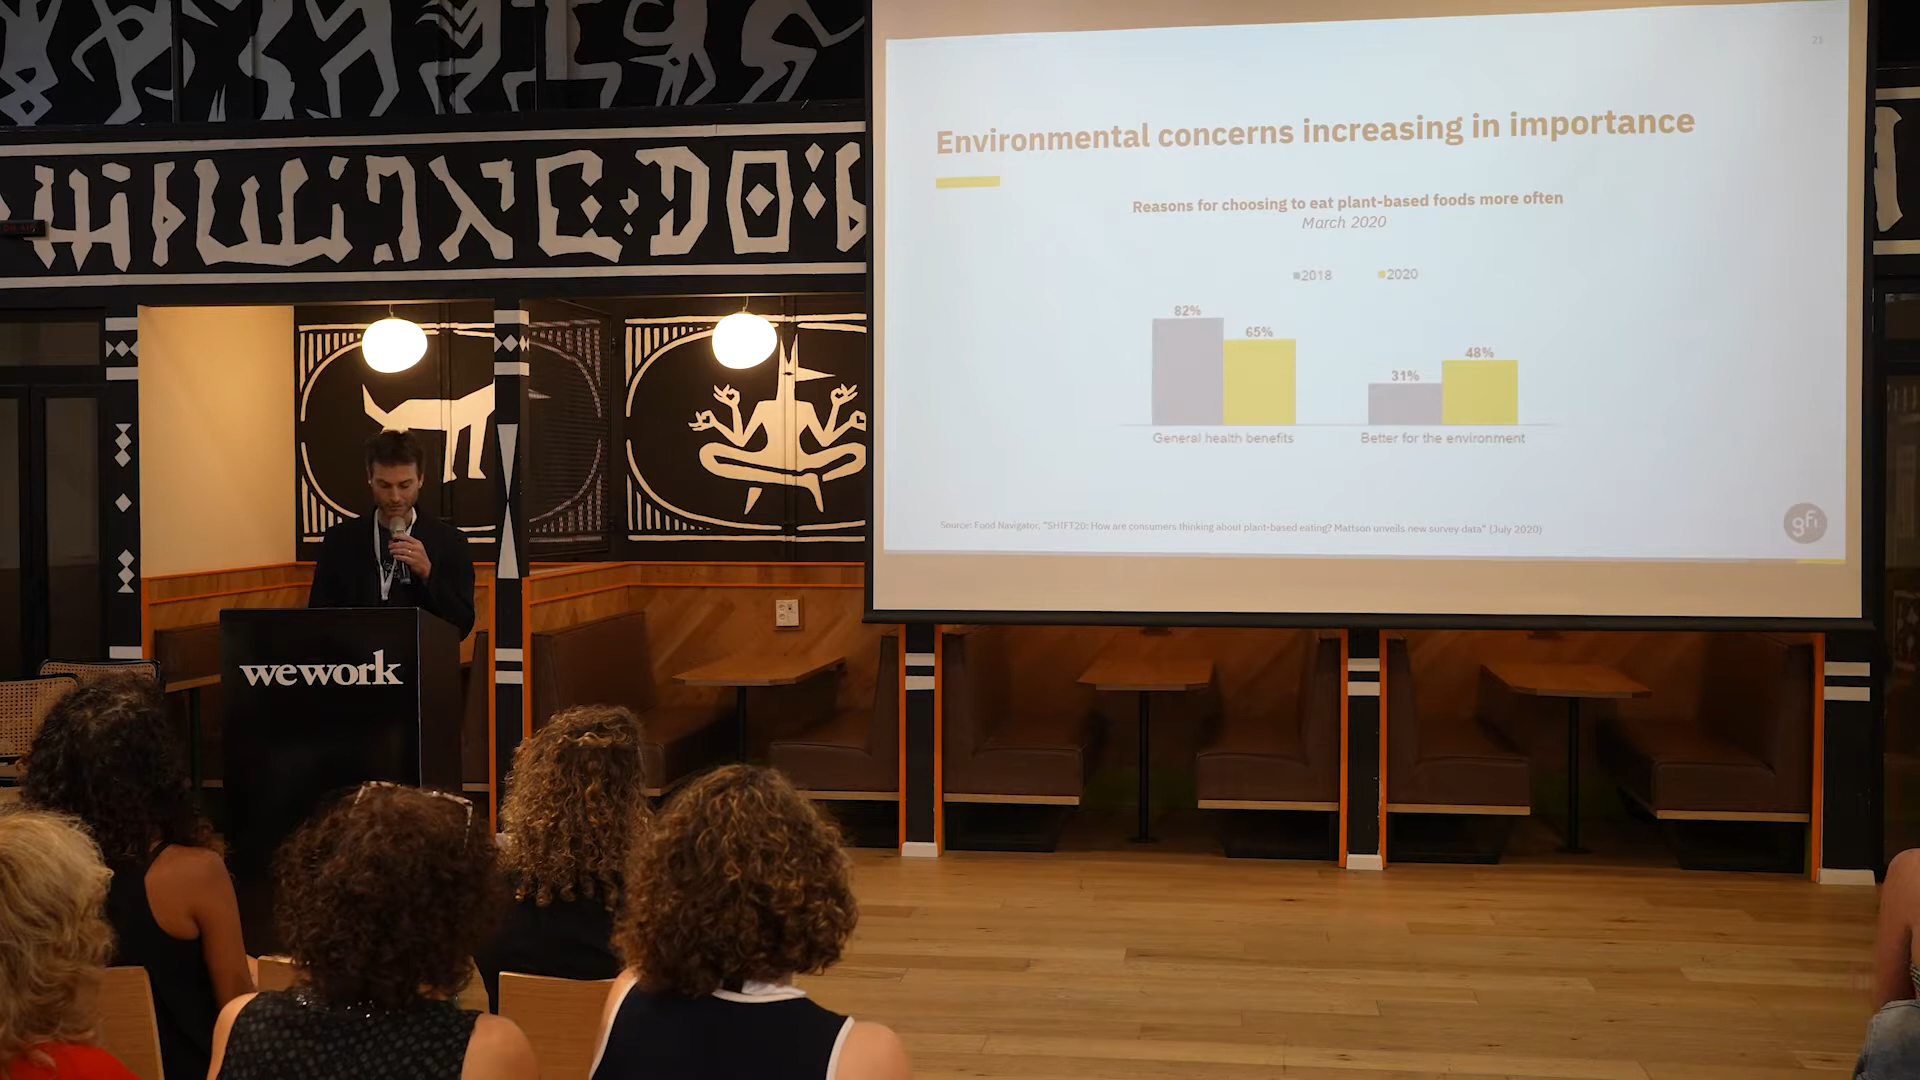 21
Environmental concerns increasing in importance
Reasons for choosing to eat plant-based foods more often
March 2020
2018 2020
82%
65%
31%
48%
General health benefits Better for the environment
Source: Food Navigator, "SHIFT20: How are consumers thinking about plant-based eating? Mattson unveils new survey data" (July 2020)
gfi
wework